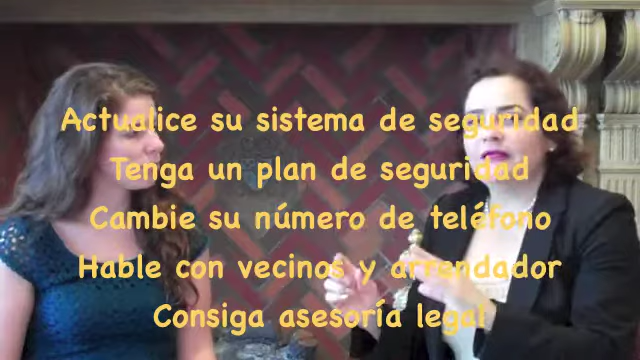 Actualice su sistema de seguridad
Tenga un plan de seguridad
Cambie su número de teléfono
Hable con vecinos y arrendador
Consiga asesoría legal